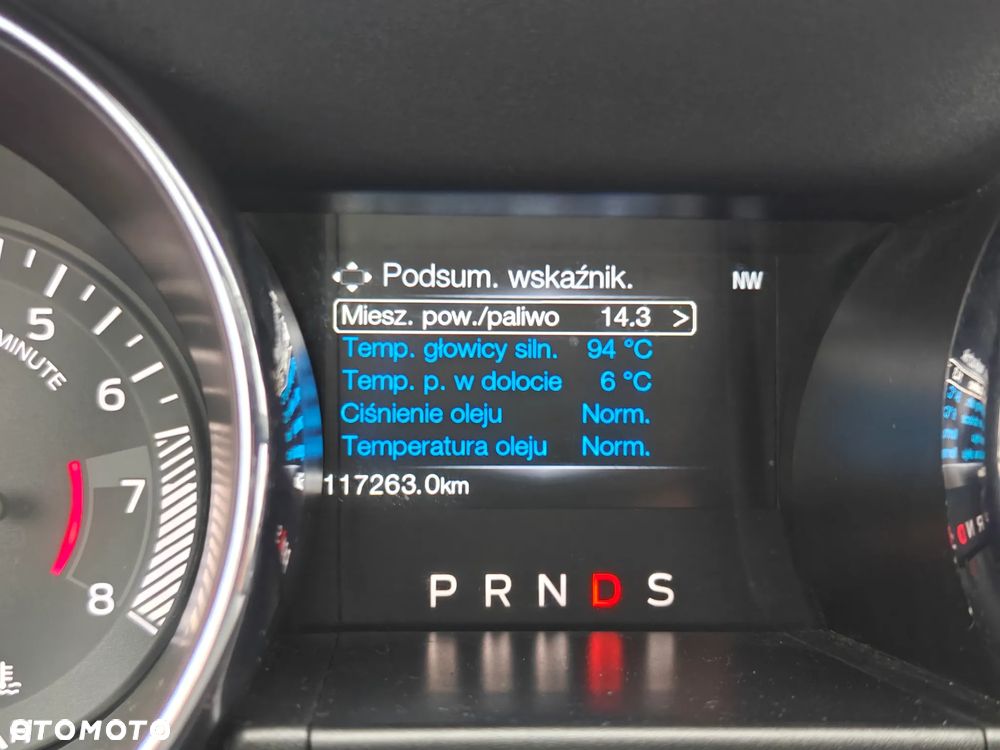 Podsum. wskaźnik.
NW
Miesz. pow./paliwo 14.3 >
Temp. głowicy siln. 94 °C
Temp. p. w dolocie 6 °C
Ciśnienie oleju Norm.
Temperatura oleju Norm.
117263.0km
P R N D S
5
MINUTE
6
7
8
OTOMOTO